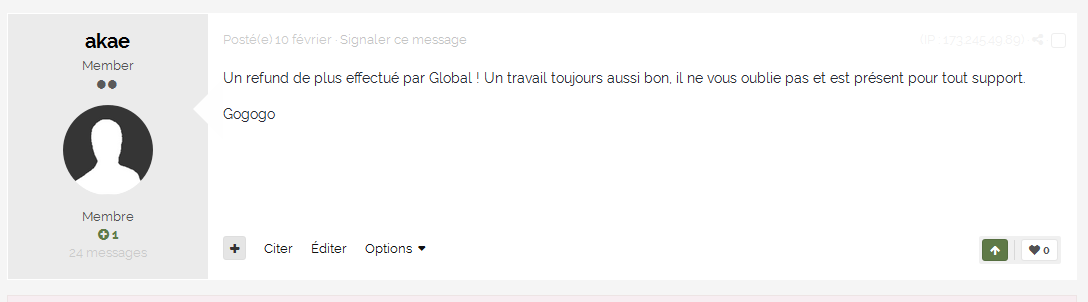 akae
Member
Membre
1
24 messages
Posté(e) 10 février · Signaler ce message
(IP : 173.245.49.89)
Un refund de plus effectué par Global ! Un travail toujours aussi bon, il ne vous oublie pas et est présent pour tout support.
Gogogo
+ Citer Éditer Options
0